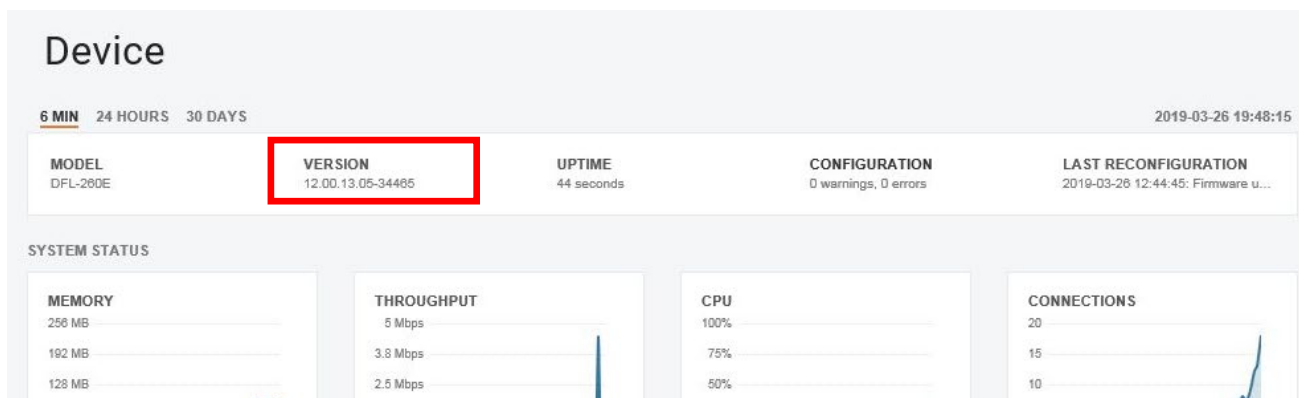 Device
6 MIN 24 HOURS 30 DAYS 2019-03-26 19:48:15
MODEL VERSION UPTIME CONFIGURATION LAST RECONFIGURATION
DFL-260E 12.00.13.05-34465 44 seconds 0 warnings, 0 errors 2019-03-26 12:44:45: Firmware u...
SYSTEM STATUS
MEMORY THROUGHPUT CPU CONNECTIONS
256 MB 5 Mbps 100% 20
192 MB 3.8 Mbps 75% 15
128 MB 2.5 Mbps 50% 10